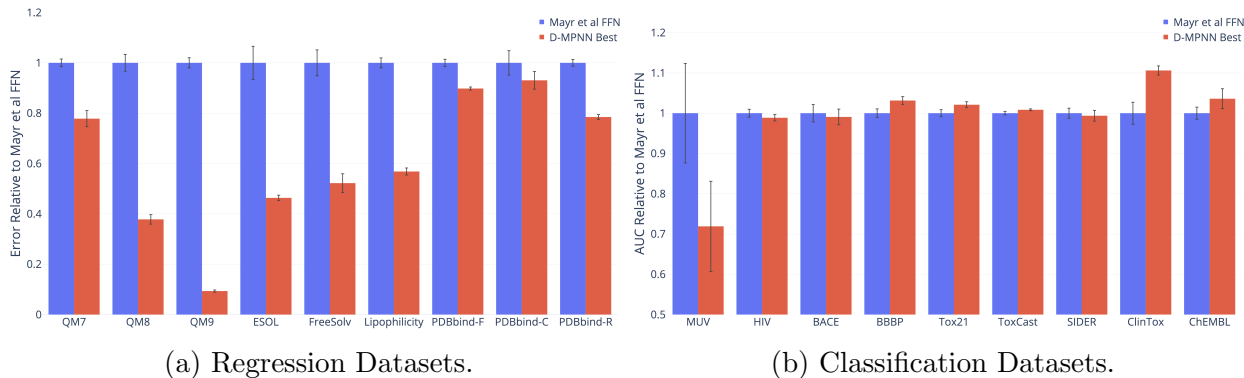 Error Relative to Mayr et al FFN
1.2
1
0.8
0.6
0.4
0.2
0
QM7 QM8 QM9 ESOL FreeSolv Lipophilicity PDBbind-F PDBbind-C PDBbind-R
Mayr et al FFN
D-MPNN Best
(a) Regression Datasets.
AUC Relative to Mayr et al FFN
1.2
1.1
1
0.9
0.8
0.7
0.6
0.5
MUV HIV BACE BBBP Tox21 ToxCast SIDER ClinTox ChEMBL
Mayr et al FFN
D-MPNN Best
(b) Classification Datasets.